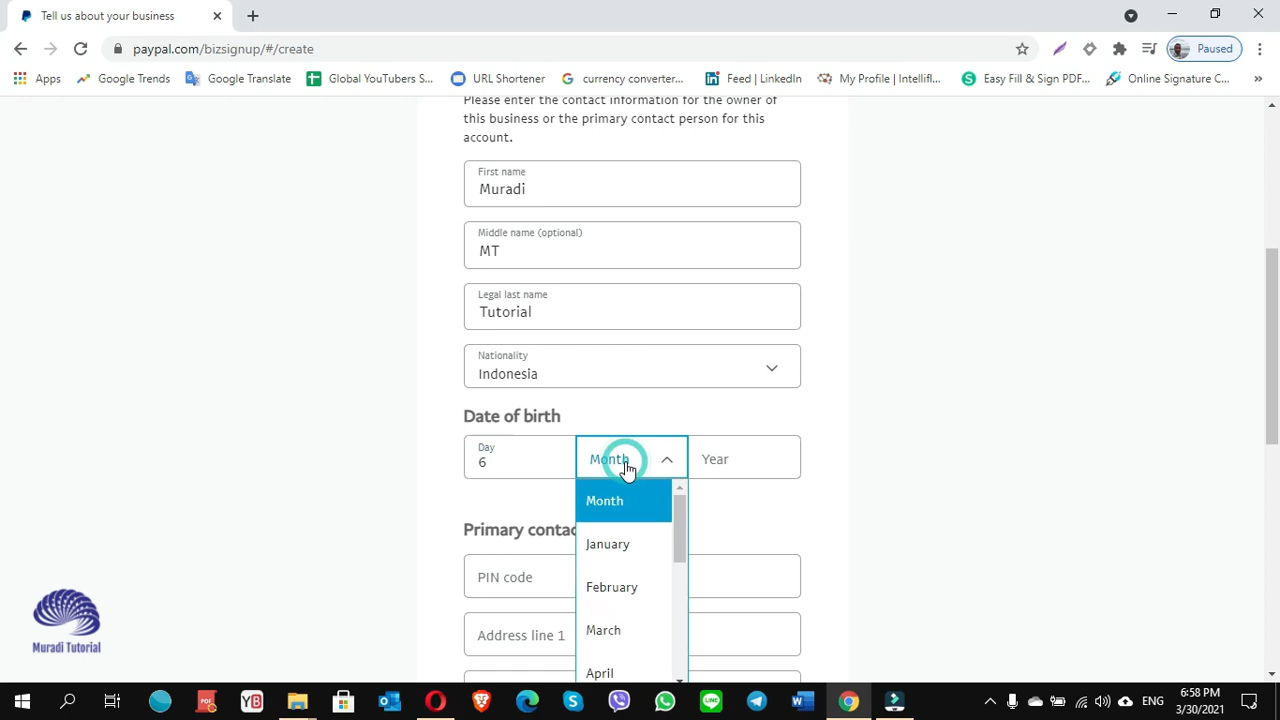 Tell us about your business
paypal.com/bizsignup/#/create
Paused
Apps
Google Trends
Google Translate
Global YouTubers S...
URL Shortener
currency converter...
Feed | LinkedIn
My Profile | Intellifl...
Easy Fill & Sign PDF...
Online Signature C...
»
Please enter the contact information for the owner of
this business or the primary contact person for this
account.
First name
Muradi
Middle name (optional)
MT
Legal last name
Tutorial
Nationality
Indonesia
Date of birth
Day
6
Month
Year
Month
January
February
March
April
Primary contac
PIN code
Address line 1
Muradi Tutorial
PDF
YB
LINE
W
ENG
6:58 PM
3/30/2021